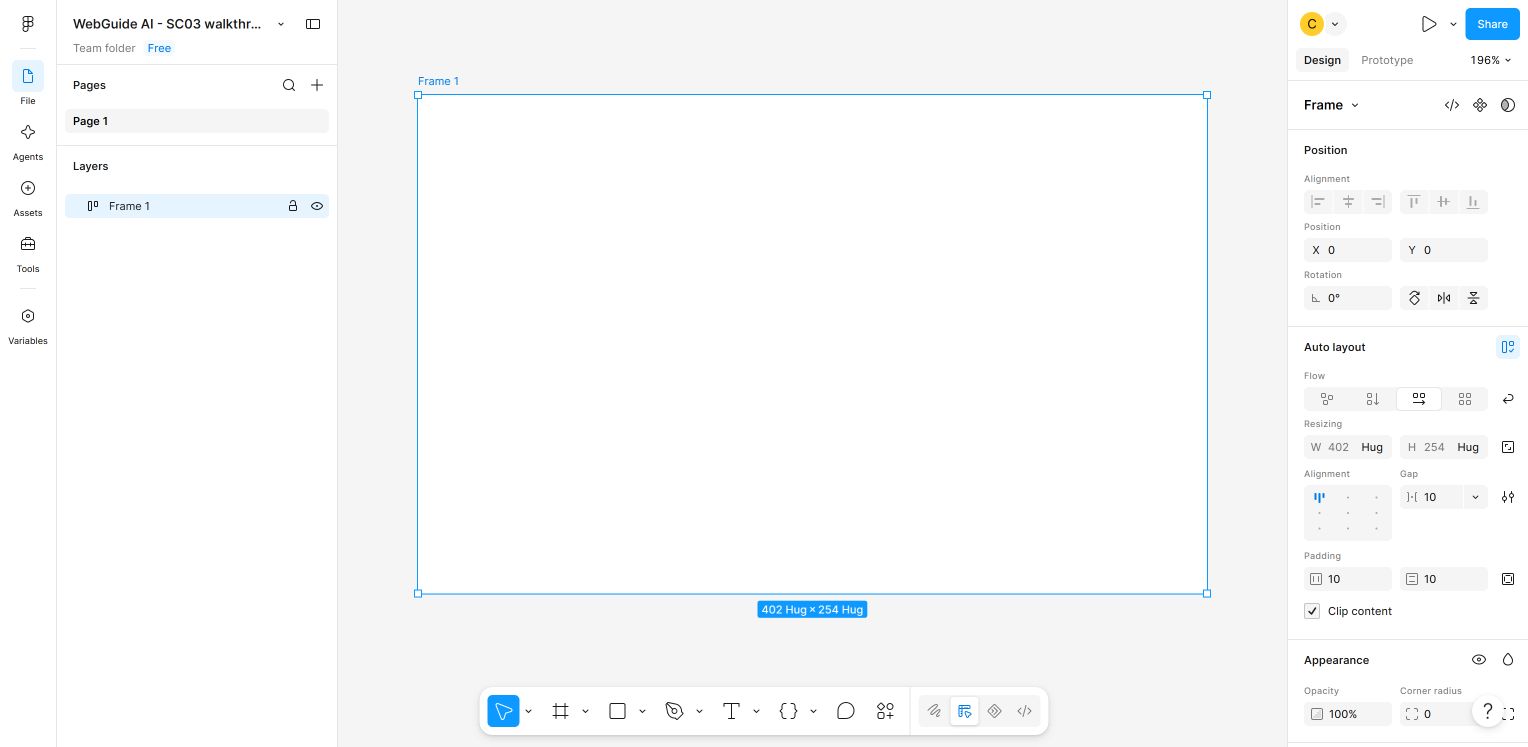 WebGuide AI - SC03 walkthr...
Team folder Free
File
Agents
Assets
Tools
Variables
Pages
Page 1
Layers
Frame 1
Frame 1
402 Hug × 254 Hug
C
Share
Design Prototype 196%
Frame
Position
Alignment
Position
X 0 Y 0
Rotation
0°
Auto layout
Flow
Resizing
W 402 Hug H 254 Hug
Alignment Gap
10
Padding
10 10
Clip content
Appearance
Opacity Corner radius
100% 0
?